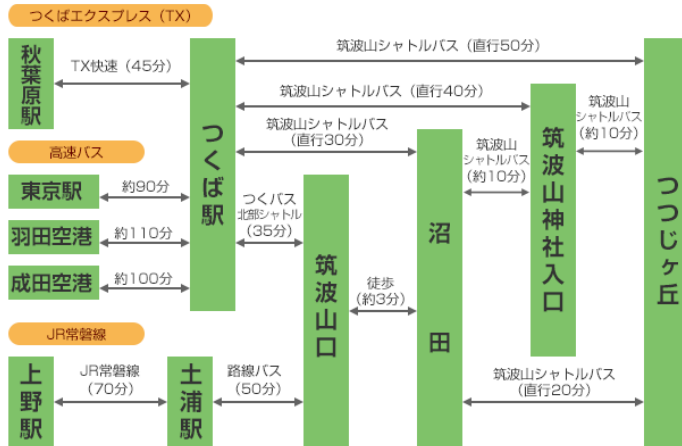 つくばエクスプレス（TX）
秋葉原駅
TX快速（45分）
つくば駅
筑波山シャトルバス（直行50分）
筑波山シャトルバス（直行40分）
筑波山シャトルバス
（直行30分）
筑波山
シャトルバス
（約10分）
筑波山
シャトルバス
（約10分）
高速バス
東京駅
約90分
羽田空港
約110分
成田空港
約100分
つくバス
北部シャトル
（35分）
筑波山口
徒歩
（約3分）
沼田
筑波山神社入口
つつじヶ丘
JR常磐線
上野駅
JR常磐線
（70分）
土浦駅
路線バス
（50分）
筑波山シャトルバス
（直行20分）